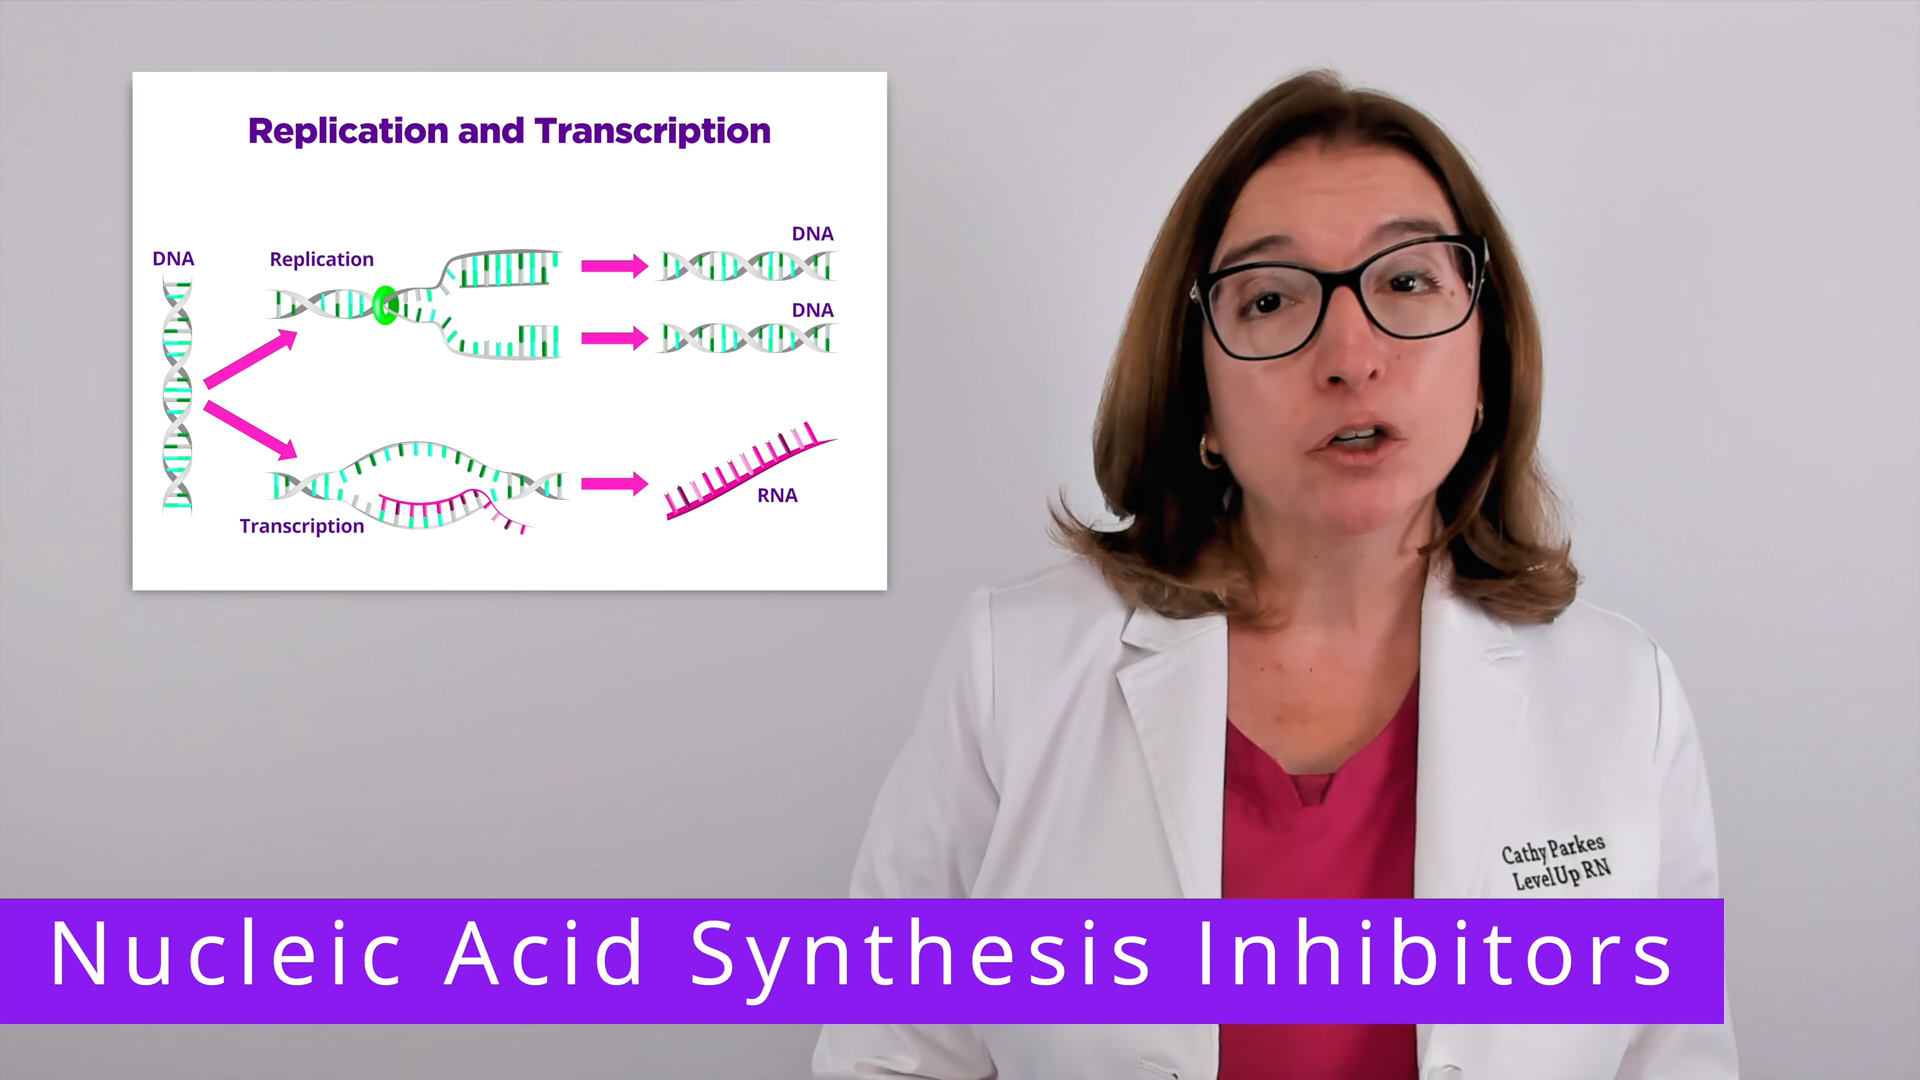 Replication and Transcription
DNA
DNA
Replication
DNA
RNA
Transcription
Cathy Parkes
LevelUp RN
Nucleic Acid Synthesis Inhibitors